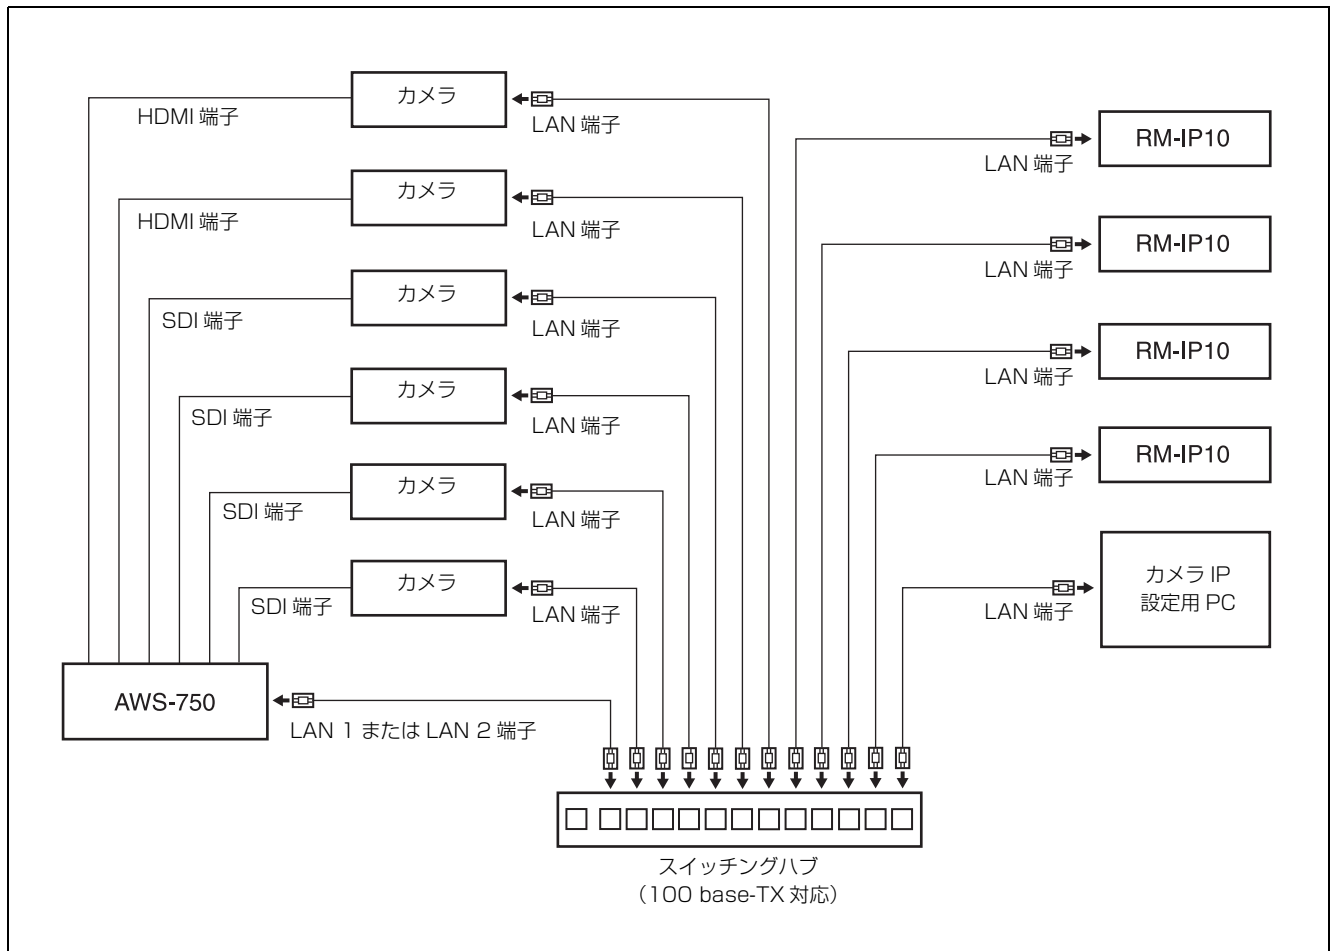 カメラ
HDMI 端子
LAN 端子
カメラ
HDMI 端子
LAN 端子
カメラ
SDI 端子
LAN 端子
カメラ
SDI 端子
LAN 端子
カメラ
SDI 端子
LAN 端子
カメラ
SDI 端子
LAN 端子
AWS-750
LAN 1 または LAN 2 端子
RM-IP10
LAN 端子
RM-IP10
LAN 端子
RM-IP10
LAN 端子
RM-IP10
LAN 端子
カメラ IP
設定用 PC
LAN 端子
スイッチングハブ
（100 base-TX 対応）